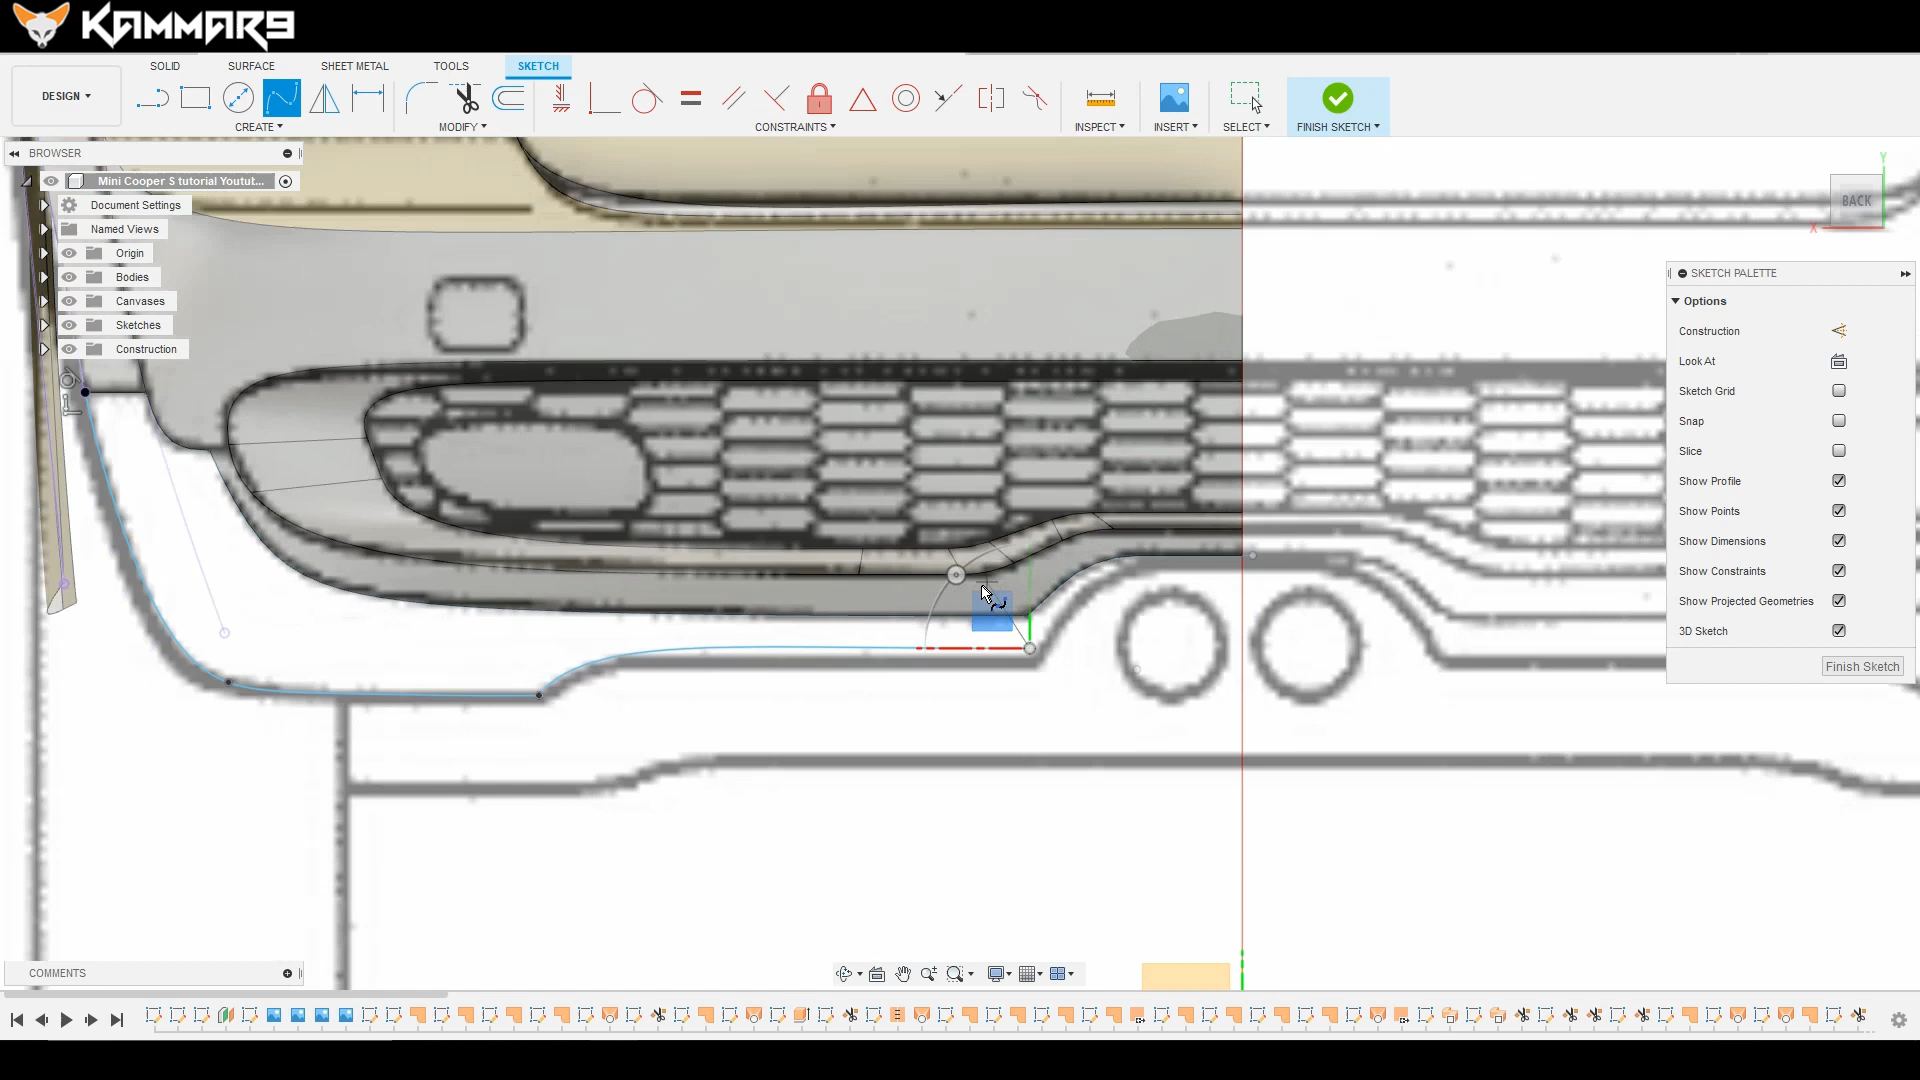 KAMMAR9
SOLID SURFACE SHEET METAL TOOLS SKETCH
DESIGN
CREATE MODIFY CONSTRAINTS INSPECT INSERT SELECT FINISH SKETCH
BROWSER
Mini Cooper S tutorial Youtut...
Document Settings
Named Views
Origin
Bodies
Canvases
Sketches
Construction
Y
BACK
X
SKETCH PALETTE
Options
Construction
Look At
Sketch Grid
Snap
Slice
Show Profile
Show Points
Show Dimensions
Show Constraints
Show Projected Geometries
3D Sketch
Finish Sketch
COMMENTS